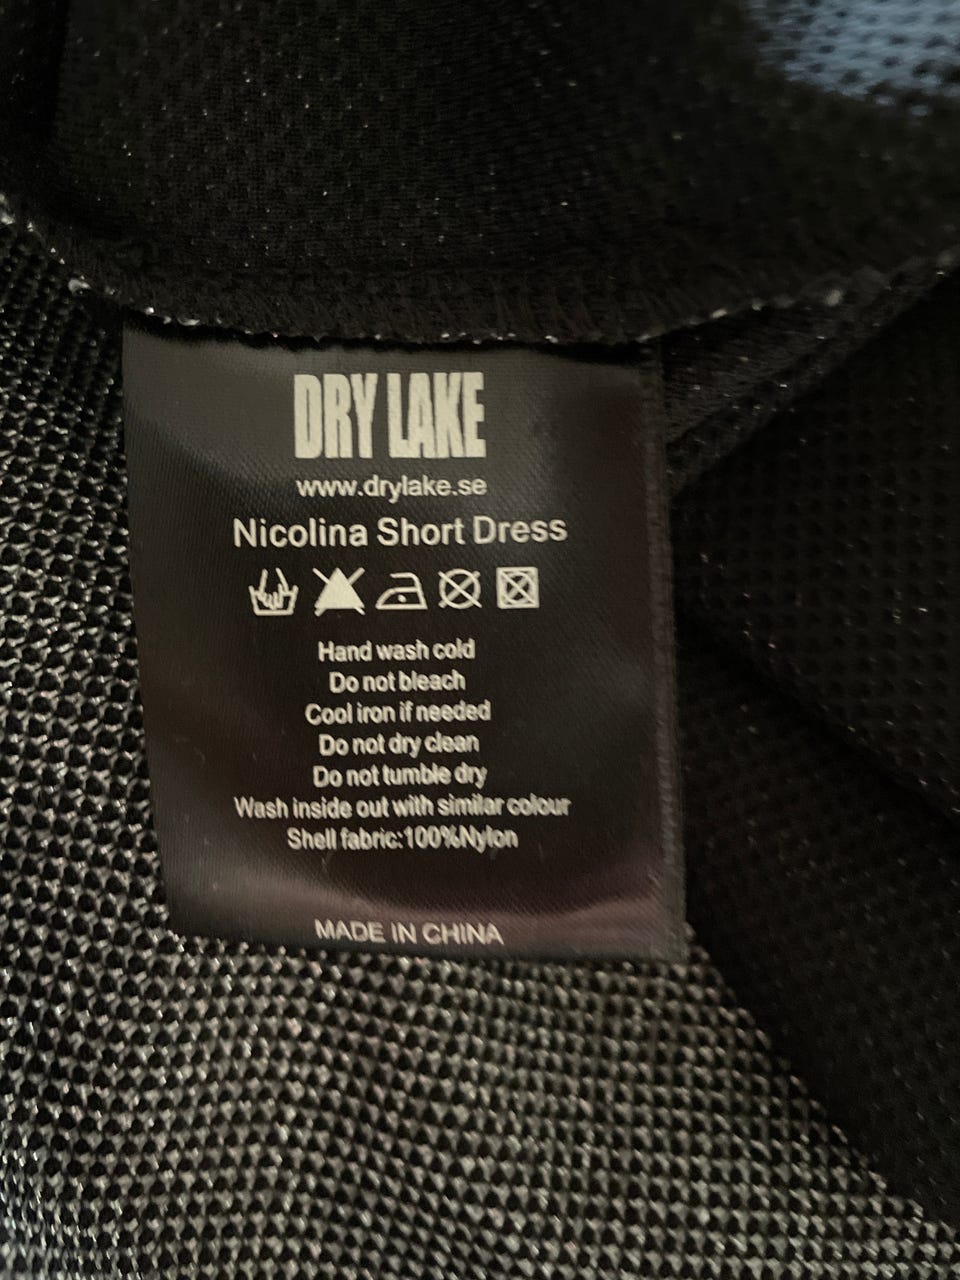 DRY LAKE
www.drylake.se
Nicolina Short Dress
Hand wash cold
Do not bleach
Cool iron if needed
Do not dry clean
Do not tumble dry
Wash inside out with similar colour
Shell fabric:100%Nylon
MADE IN CHINA